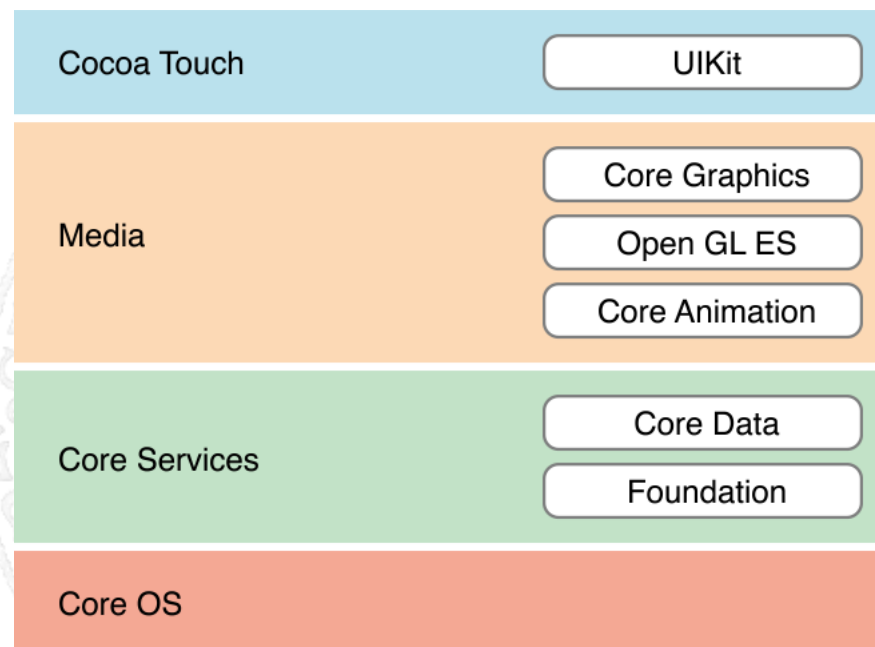 Cocoa Touch
UIKit
Media
Core Graphics
Open GL ES
Core Animation
Core Services
Core Data
Foundation
Core OS